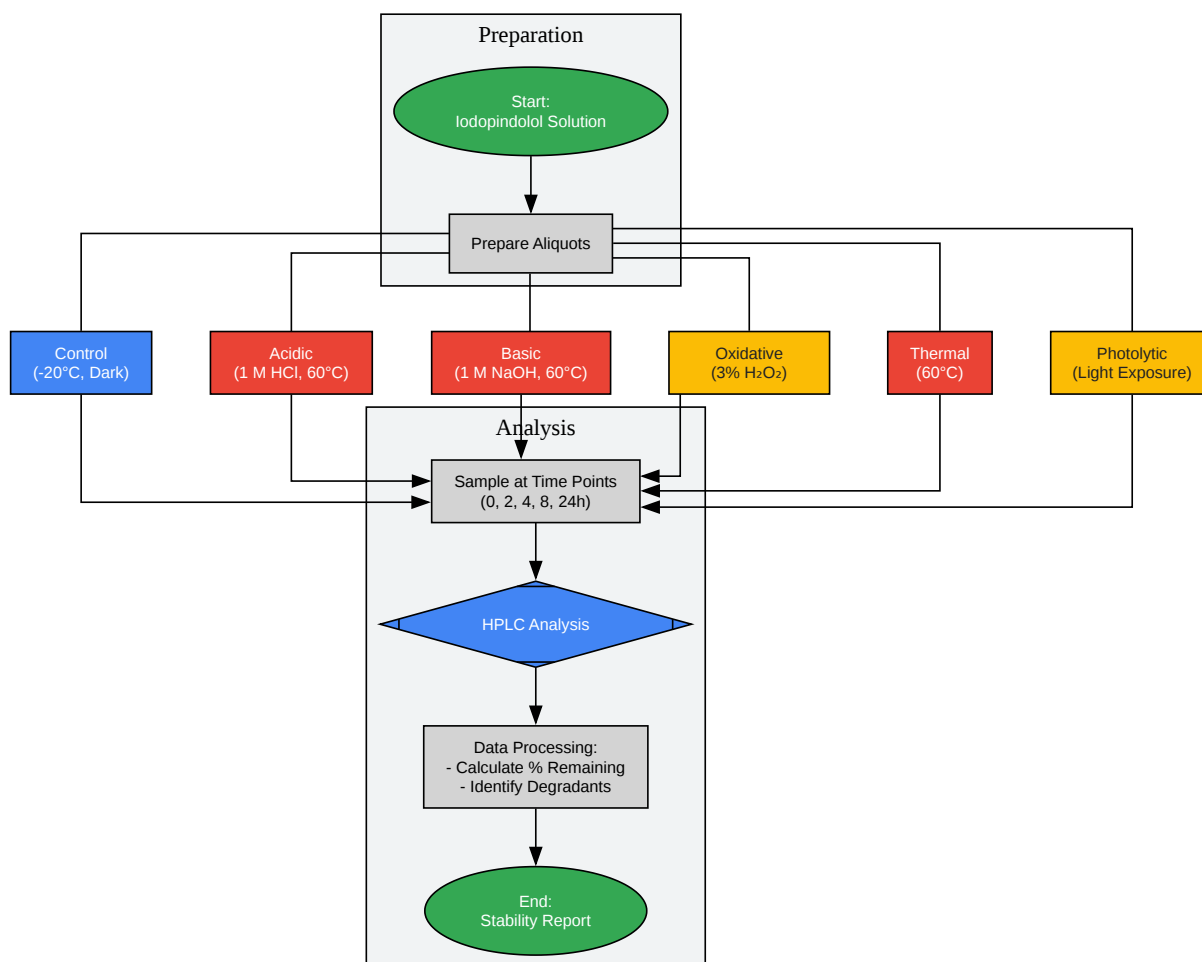 Preparation
Start:
Iodopindolol Solution
Prepare Aliquots
Control
(-20°C, Dark)
Acidic
(1 M HCl, 60°C)
Basic
(1 M NaOH, 60°C)
Oxidative
(3% H₂O₂)
Thermal
(60°C)
Photolytic
(Light Exposure)
Analysis
Sample at Time Points
(0, 2, 4, 8, 24h)
HPLC Analysis
Data Processing:
- Calculate % Remaining
- Identify Degradants
End:
Stability Report